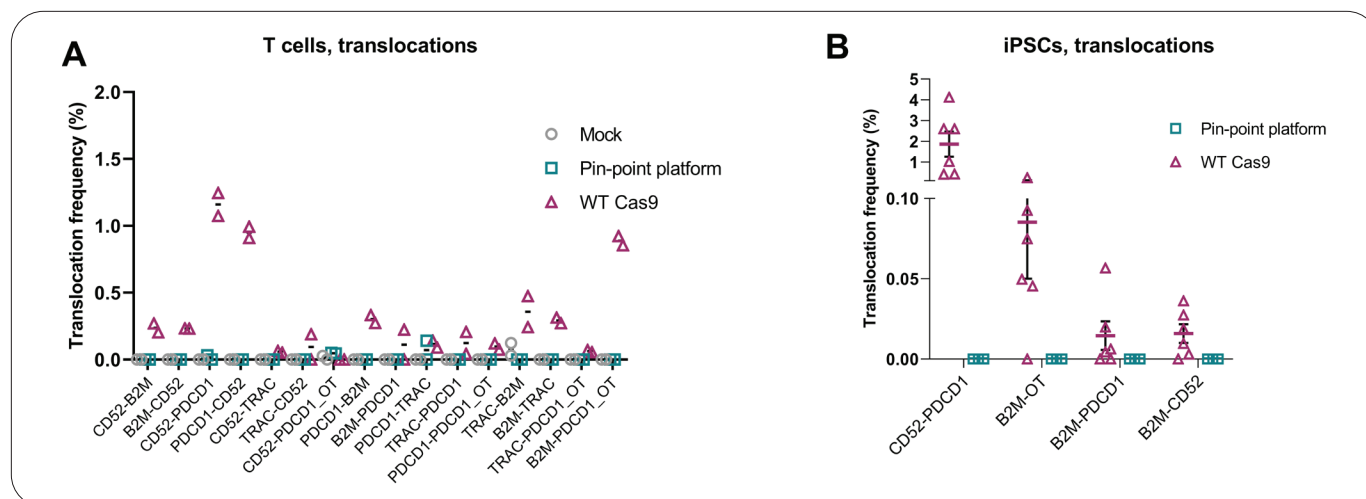 A
T cells, translocations
Translocation frequency (%)
2.0
1.5
1.0
0.5
0.0
Mock
Pin-point platform
WT Cas9
CD52-B2M
B2M-CD52
CD52-PDCD1
PDCD1-CD52
CD52-TRAC
TRAC-CD52
CD52-PDCD1_OT
PDCD1-B2M
B2M-PDCD1
PDCD1-TRAC
TRAC-PDCD1
PDCD1-PDCD1_OT
TRAC-B2M
B2M-TRAC
TRAC-PDCD1_OT
B2M-PDCD1_OT
B
iPSCs, translocations
Translocation frequency (%)
5
4
3
2
1
0.10
0.05
0.00
Pin-point platform
WT Cas9
CD52-PDCD1
B2M-OT
B2M-PDCD1
B2M-CD52